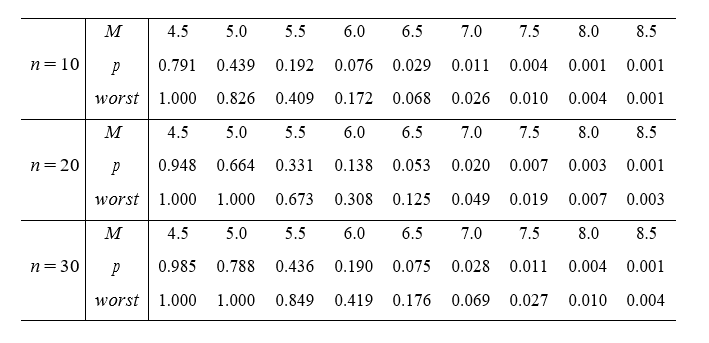 M 4.5 5.0 5.5 6.0 6.5 7.0 7.5 8.0 8.5
n = 10 p 0.791 0.439 0.192 0.076 0.029 0.011 0.004 0.001 0.001
worst 1.000 0.826 0.409 0.172 0.068 0.026 0.010 0.004 0.001
M 4.5 5.0 5.5 6.0 6.5 7.0 7.5 8.0 8.5
n = 20 p 0.948 0.664 0.331 0.138 0.053 0.020 0.007 0.003 0.001
worst 1.000 1.000 0.673 0.308 0.125 0.049 0.019 0.007 0.003
M 4.5 5.0 5.5 6.0 6.5 7.0 7.5 8.0 8.5
n = 30 p 0.985 0.788 0.436 0.190 0.075 0.028 0.011 0.004 0.001
worst 1.000 1.000 0.849 0.419 0.176 0.069 0.027 0.010 0.004